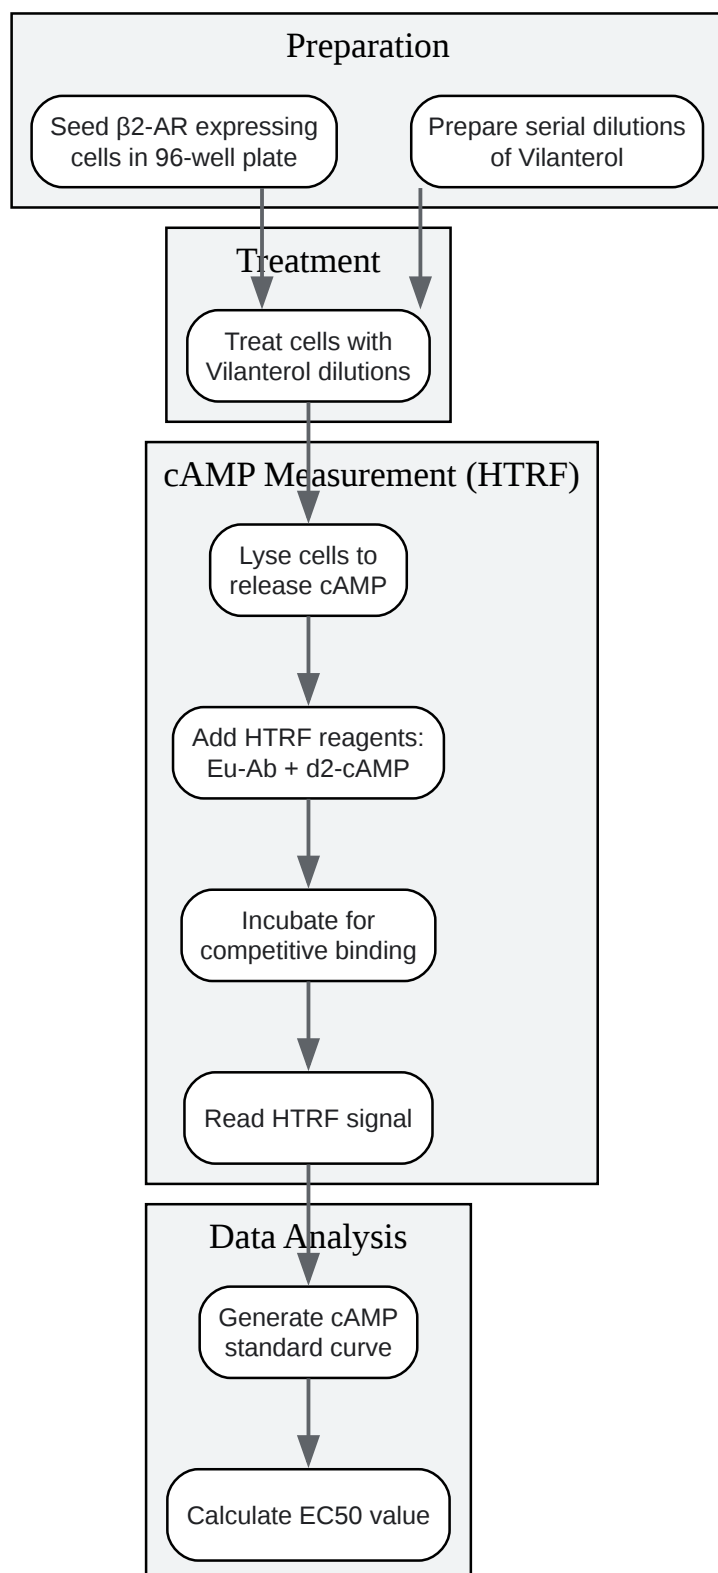 Preparation
Seed β2-AR expressing
cells in 96-well plate
Prepare serial dilutions
of Vilanterol
Treatment
Treat cells with
Vilanterol dilutions
cAMP Measurement (HTRF)
Lyse cells to
release cAMP
Add HTRF reagents:
Eu-Ab + d2-cAMP
Incubate for
competitive binding
Read HTRF signal
Data Analysis
Generate cAMP
standard curve
Calculate EC50 value